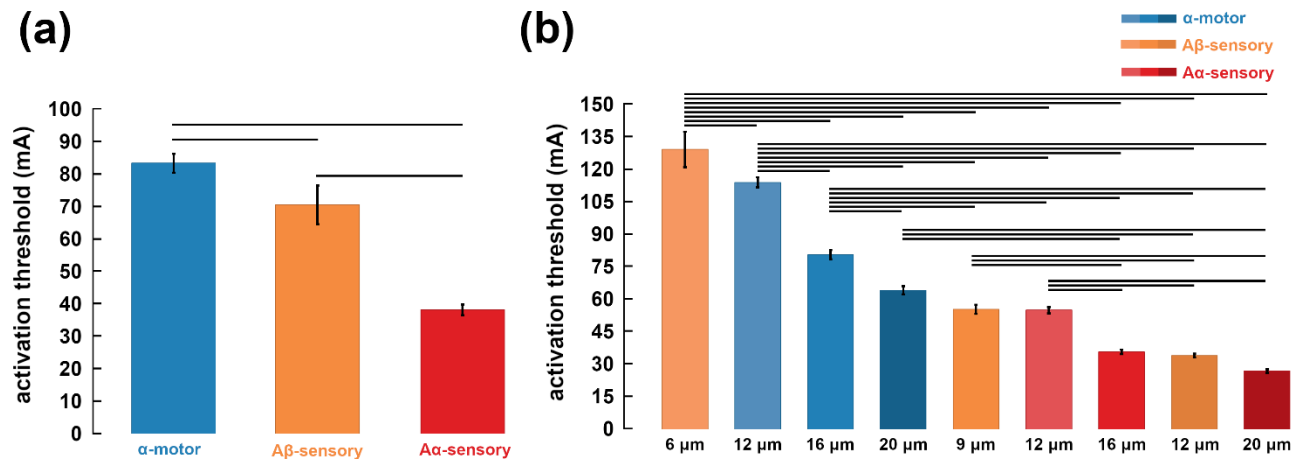 (a)
activation threshold (mA)
100
90
80
70
60
50
40
30
20
10
0
α-motor Aβ-sensory Aα-sensory
(b)
α-motor
Aβ-sensory
Aα-sensory
activation threshold (mA)
150
135
120
105
90
75
60
45
30
15
0
6 μm 12 μm 16 μm 20 μm 9 μm 12 μm 16 μm 12 μm 20 μm